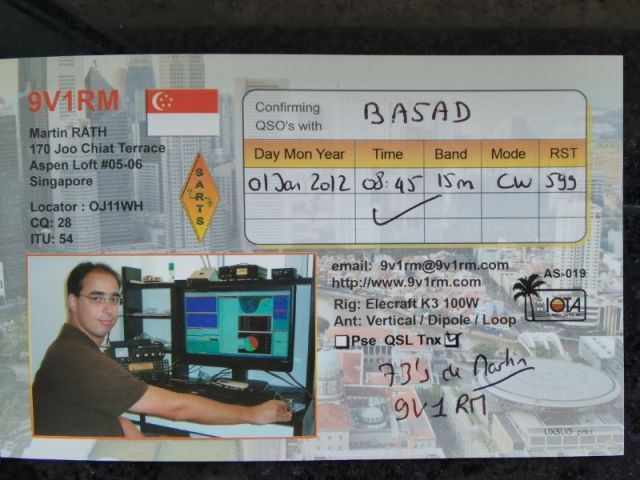 9V1RM
Martin RATH
170 Joo Chiat Terrace
Aspen Loft #05-06
Singapore
Locator : OJ11WH
CQ: 28
ITU: 54
SARTS
Confirming
QSO's with
BA5AD
Day Mon Year Time Band Mode RST
01 Jan 2012 08:45 15m CW 599
email: 9v1rm@9v1rm.com
http://www.9v1rm.com
Rig: Elecraft K3 100W
Ant: Vertical / Dipole / Loop
Pse QSL Tnx
AS-019
IOTA
73's de Martin
9V1RM
UX5UO print